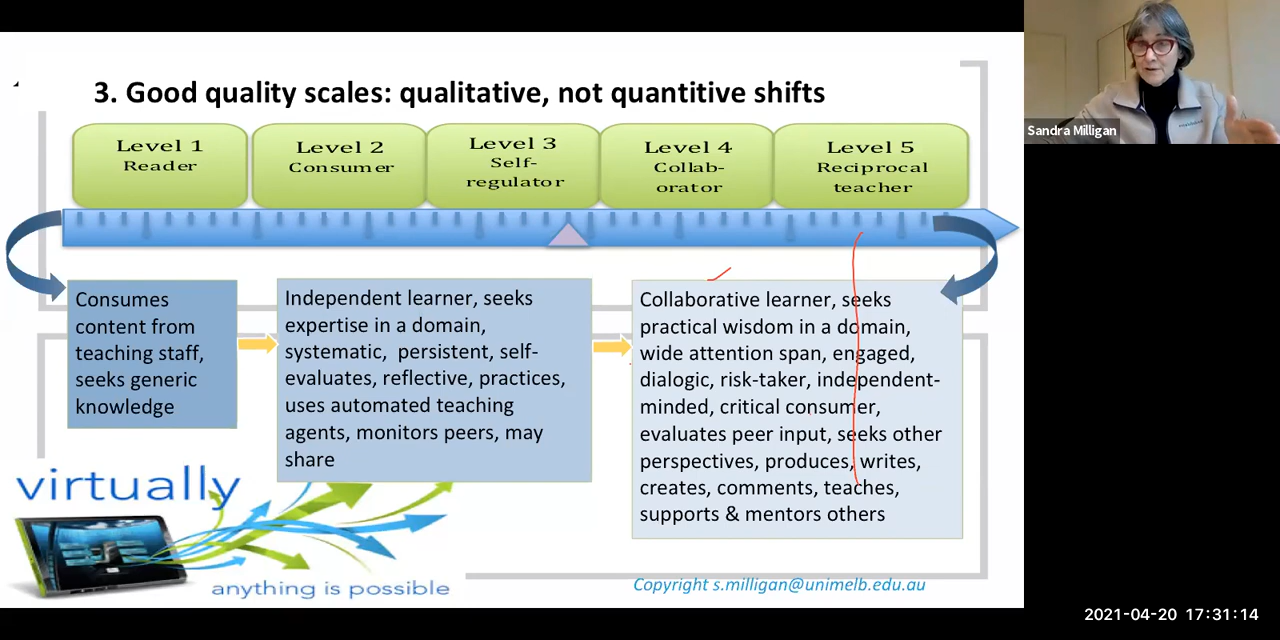 3. Good quality scales: qualitative, not quantitive shifts
Level 1
Reader
Level 2
Consumer
Level 3
Self-
regulator
Level 4
Collab-
orator
Level 5
Reciprocal
teacher
Consumes
content from
teaching staff,
seeks generic
knowledge
Independent learner, seeks
expertise in a domain,
systematic, persistent, self-
evaluates, reflective, practices,
uses automated teaching
agents, monitors peers, may
share
Collaborative learner, seeks
practical wisdom in a domain,
wide attention span, engaged,
dialogic, risk-taker, independent-
minded, critical consumer,
evaluates peer input, seeks other
perspectives, produces, writes,
creates, comments, teaches,
supports & mentors others
virtually
anything is possible
Copyright s.milligan@unimelb.edu.au
Sandra Milligan
2021-04-20 17:31:14